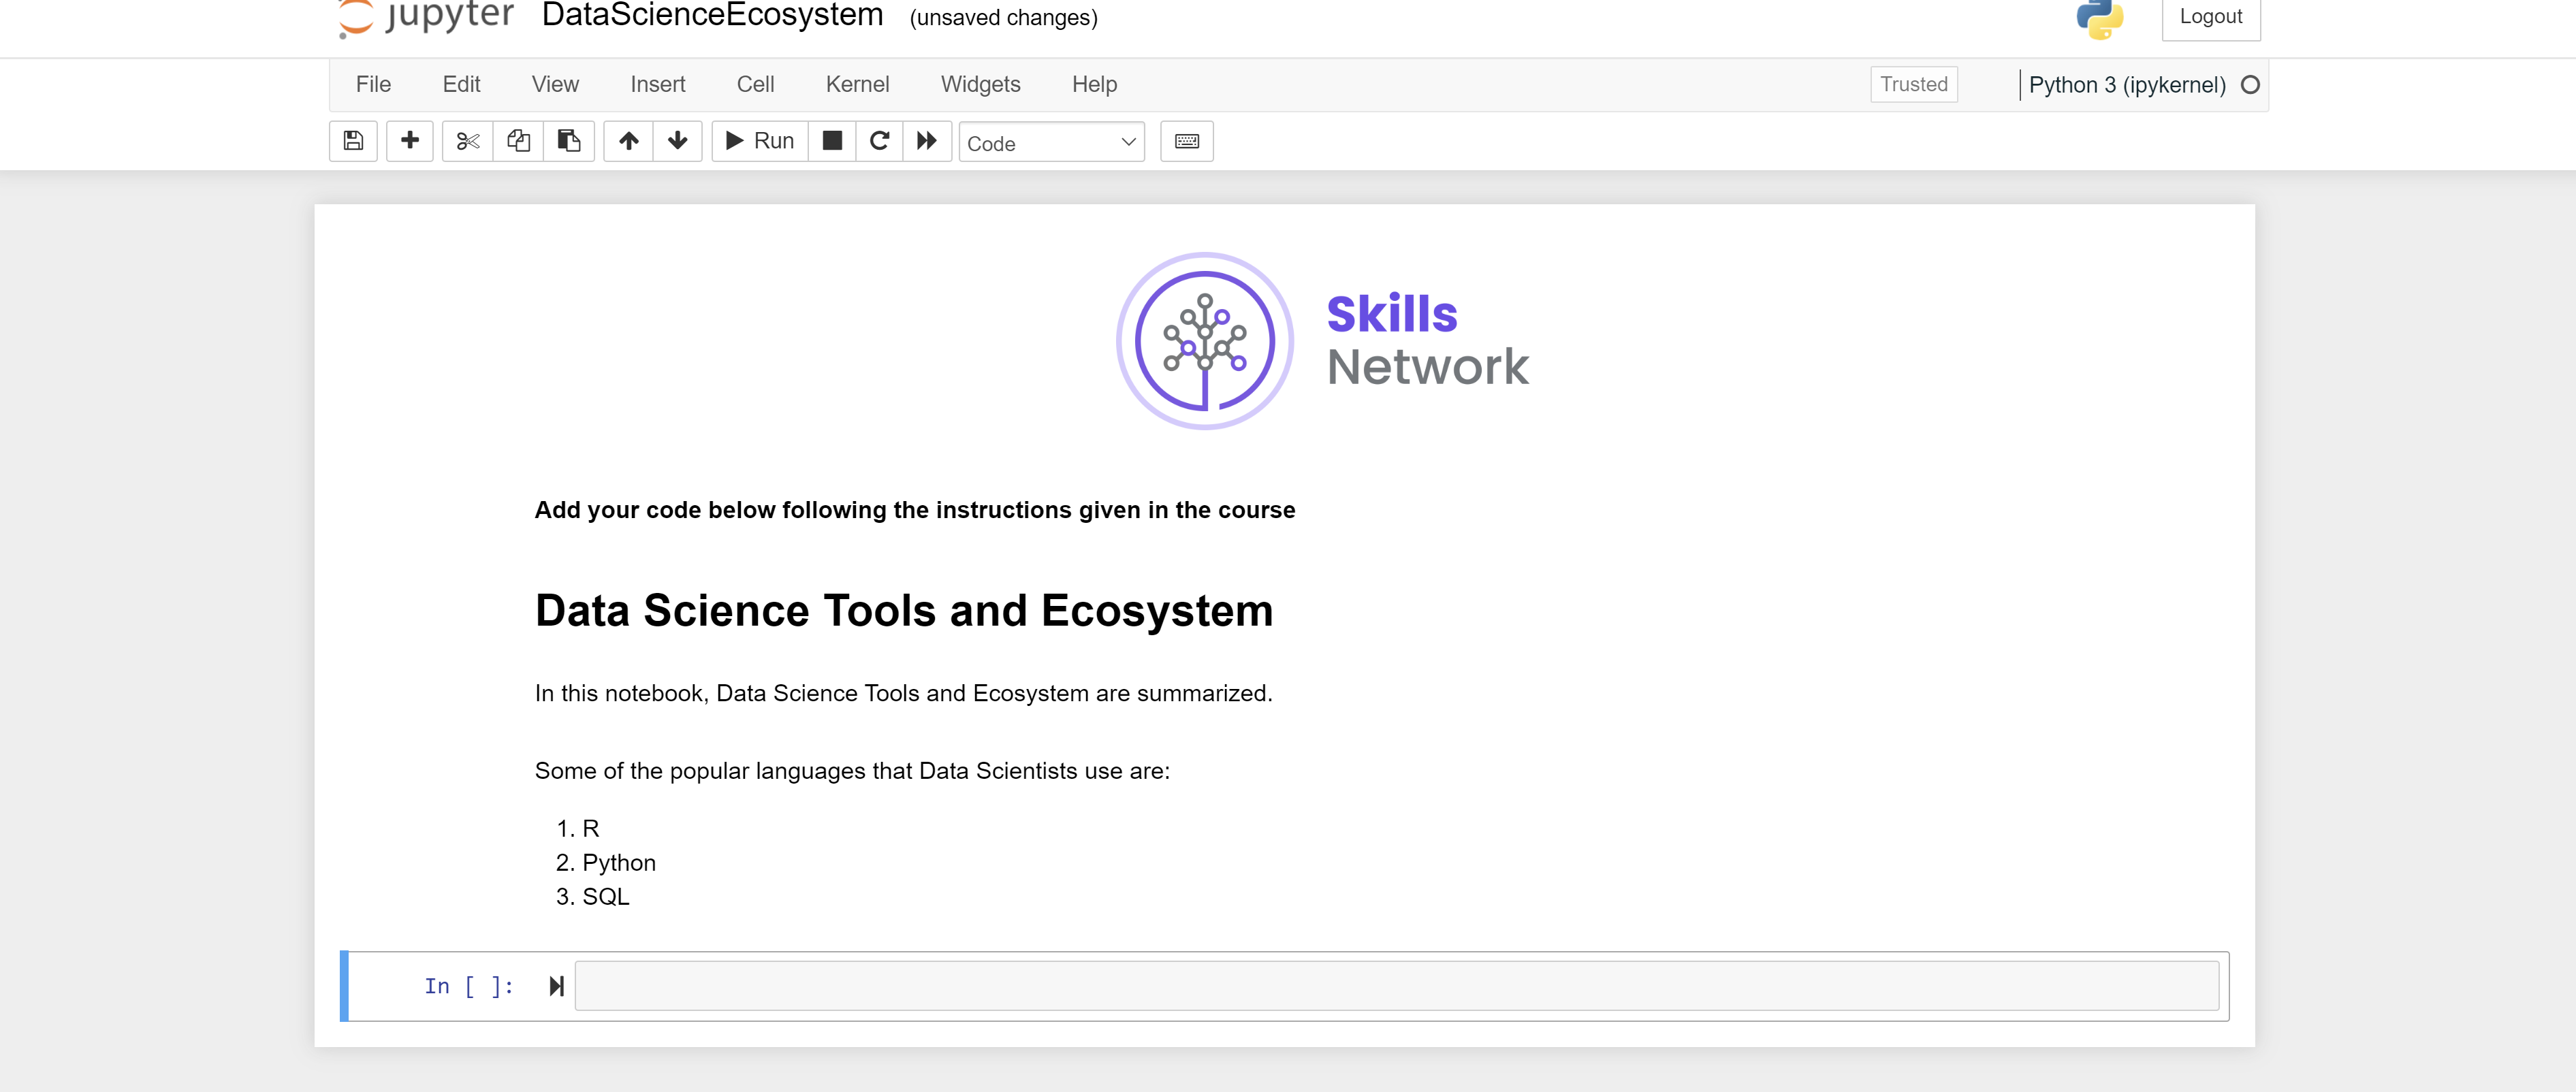 jupyter DataScienceEcosystem (unsaved changes) Logout
File Edit View Insert Cell Kernel Widgets Help Trusted Python 3 (ipykernel)
Run Code
Skills
Network
Add your code below following the instructions given in the course
Data Science Tools and Ecosystem
In this notebook, Data Science Tools and Ecosystem are summarized.
Some of the popular languages that Data Scientists use are:
1. R
2. Python
3. SQL
In [ ]: